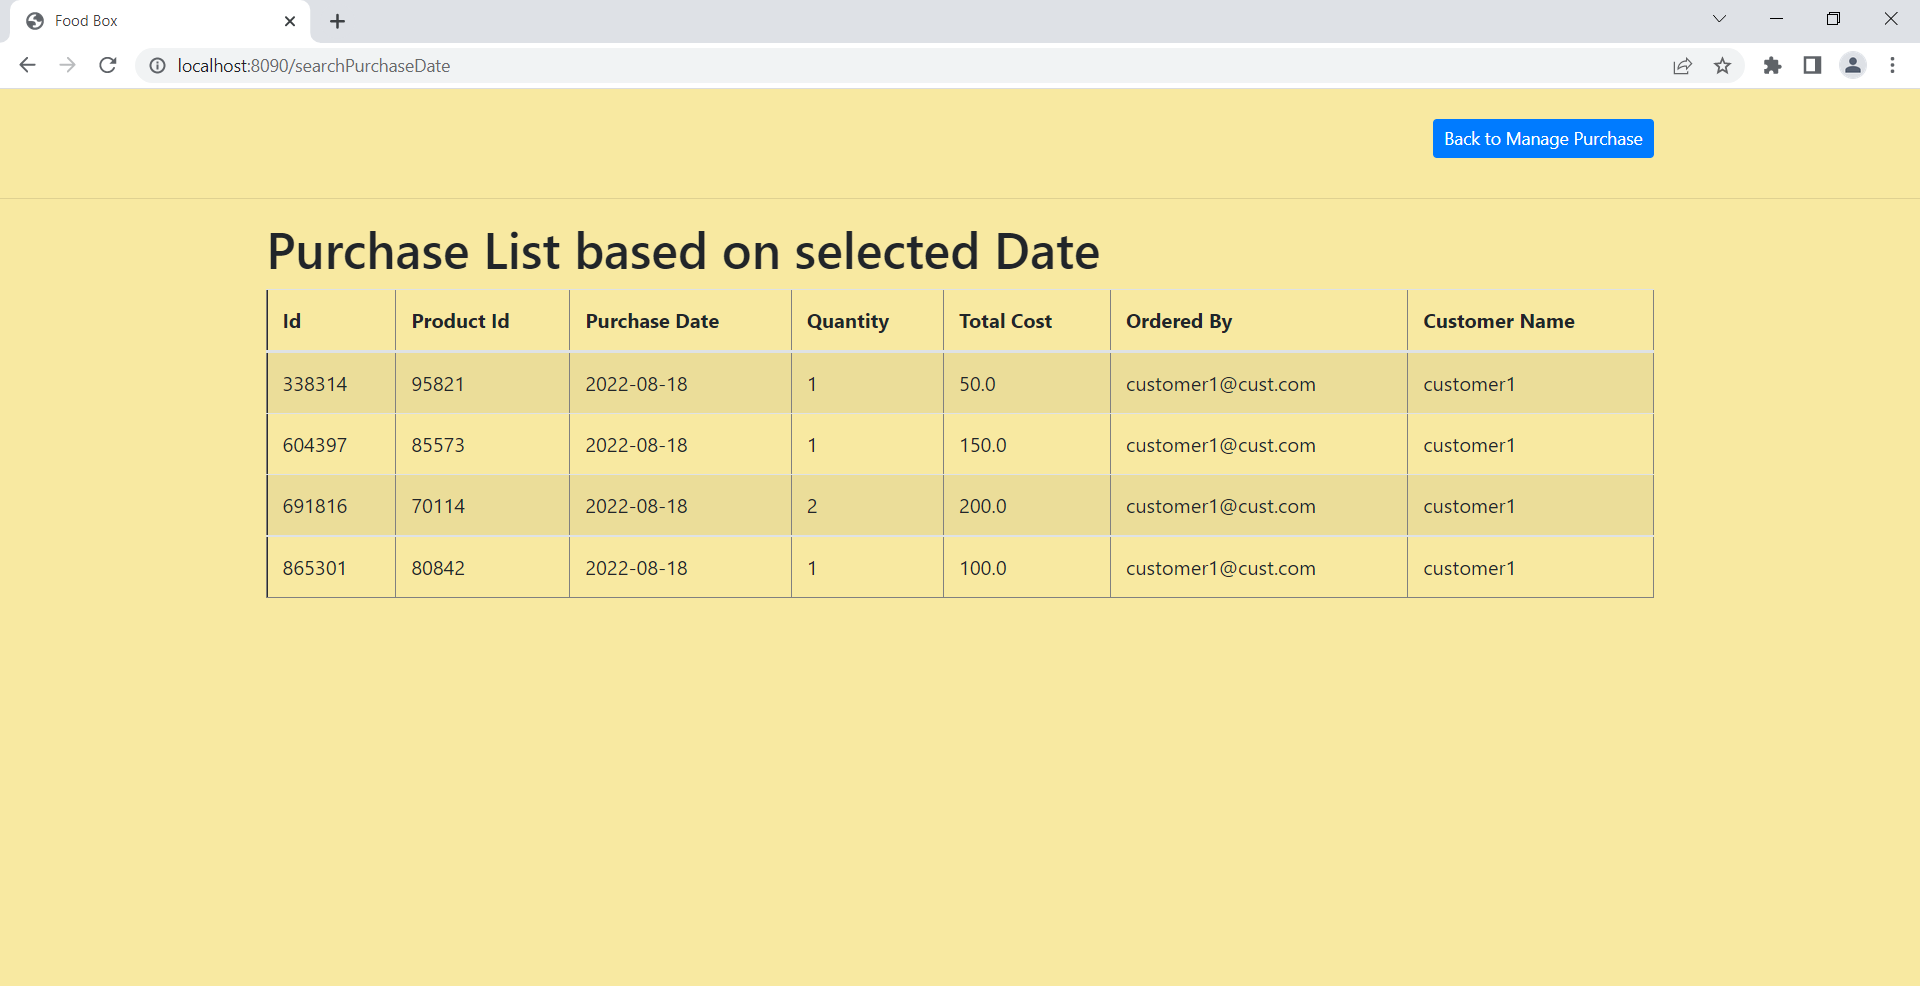 Food Box
localhost:8090/searchPurchaseDate
Back to Manage Purchase
Purchase List based on selected Date
Id Product Id Purchase Date Quantity Total Cost Ordered By Customer Name
338314 95821 2022-08-18 1 50.0 customer1@cust.com customer1
604397 85573 2022-08-18 1 150.0 customer1@cust.com customer1
691816 70114 2022-08-18 2 200.0 customer1@cust.com customer1
865301 80842 2022-08-18 1 100.0 customer1@cust.com customer1